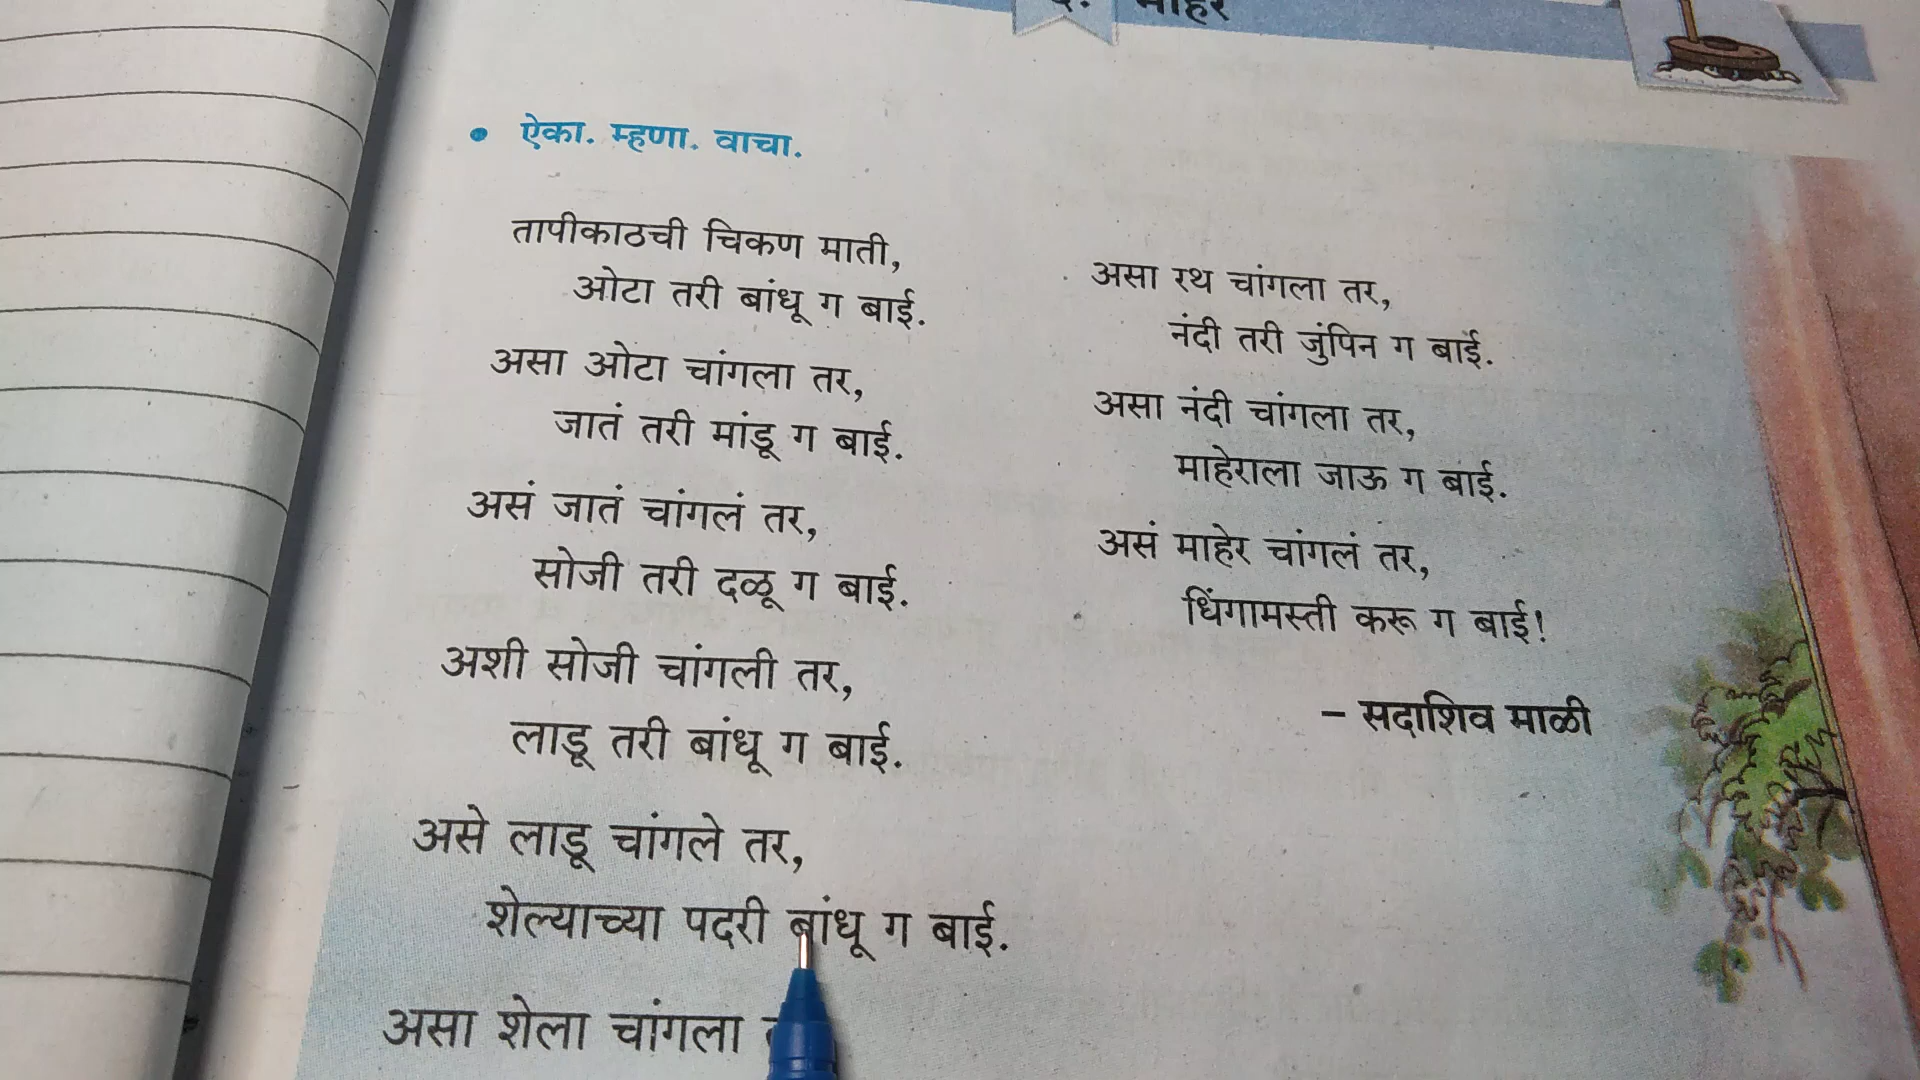 माहेर
• ऐका. म्हणा. वाचा.
तापीकाठची चिकण माती,
ओटा तरी बांधू ग बाई.
असा ओटा चांगला तर,
जातं तरी मांडू ग बाई.
असं जातं चांगलं तर,
सोजी तरी दळू ग बाई.
अशी सोजी चांगली तर,
लाडू तरी बांधू ग बाई.
असे लाडू चांगले तर,
शेल्याच्या पदरी बांधू ग बाई.
असा शेला चांगला
असा रथ चांगला तर,
नंदी तरी जुंपिन ग बाई.
असा नंदी चांगला तर,
माहेराला जाऊ ग बाई.
असं माहेर चांगलं तर,
धिंगामस्ती करू ग बाई!
– सदाशिव माळी